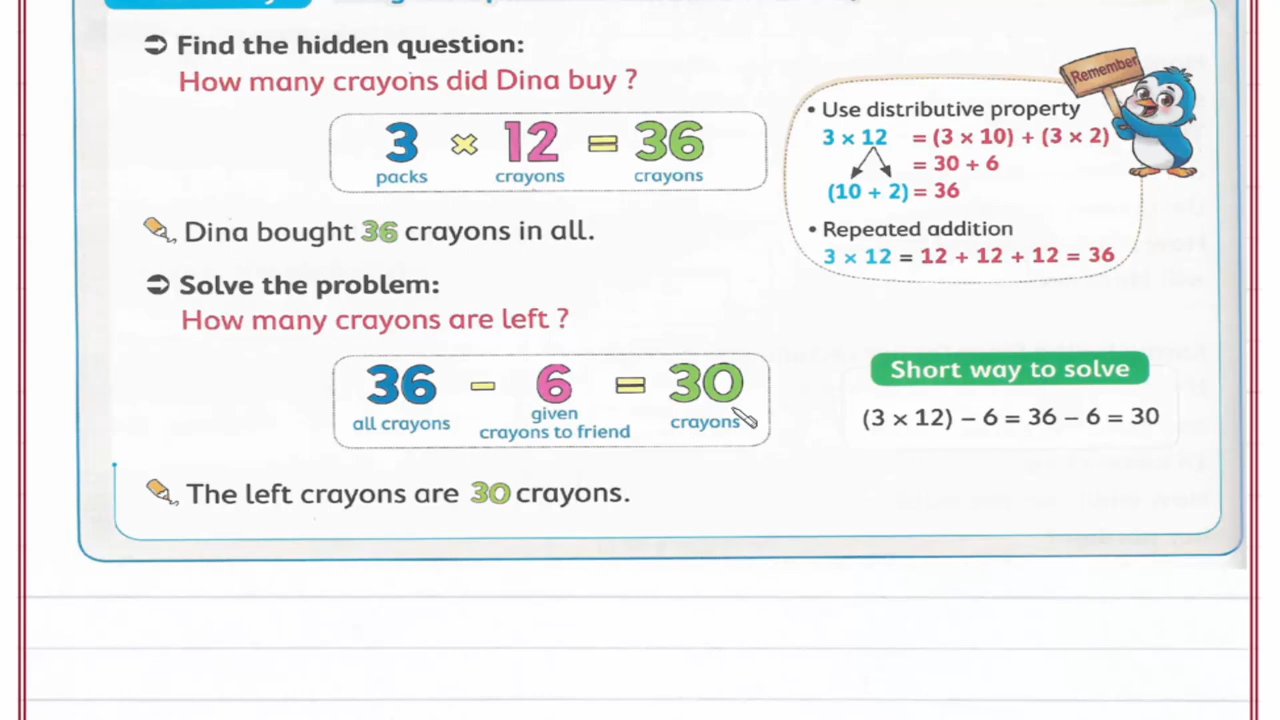 ➲ Find the hidden question:
How many crayons did Dina buy ?
3 × 12 = 36
packs crayons crayons
Dina bought 36 crayons in all.
➲ Solve the problem:
How many crayons are left ?
36 − 6 = 30
all crayons given crayons to friend crayons
The left crayons are 30 crayons.
Remember
• Use distributive property
3 × 12 = (3 × 10) + (3 × 2)
= 30 + 6
(10 + 2) = 36
• Repeated addition
3 × 12 = 12 + 12 + 12 = 36
Short way to solve
(3 × 12) − 6 = 36 − 6 = 30